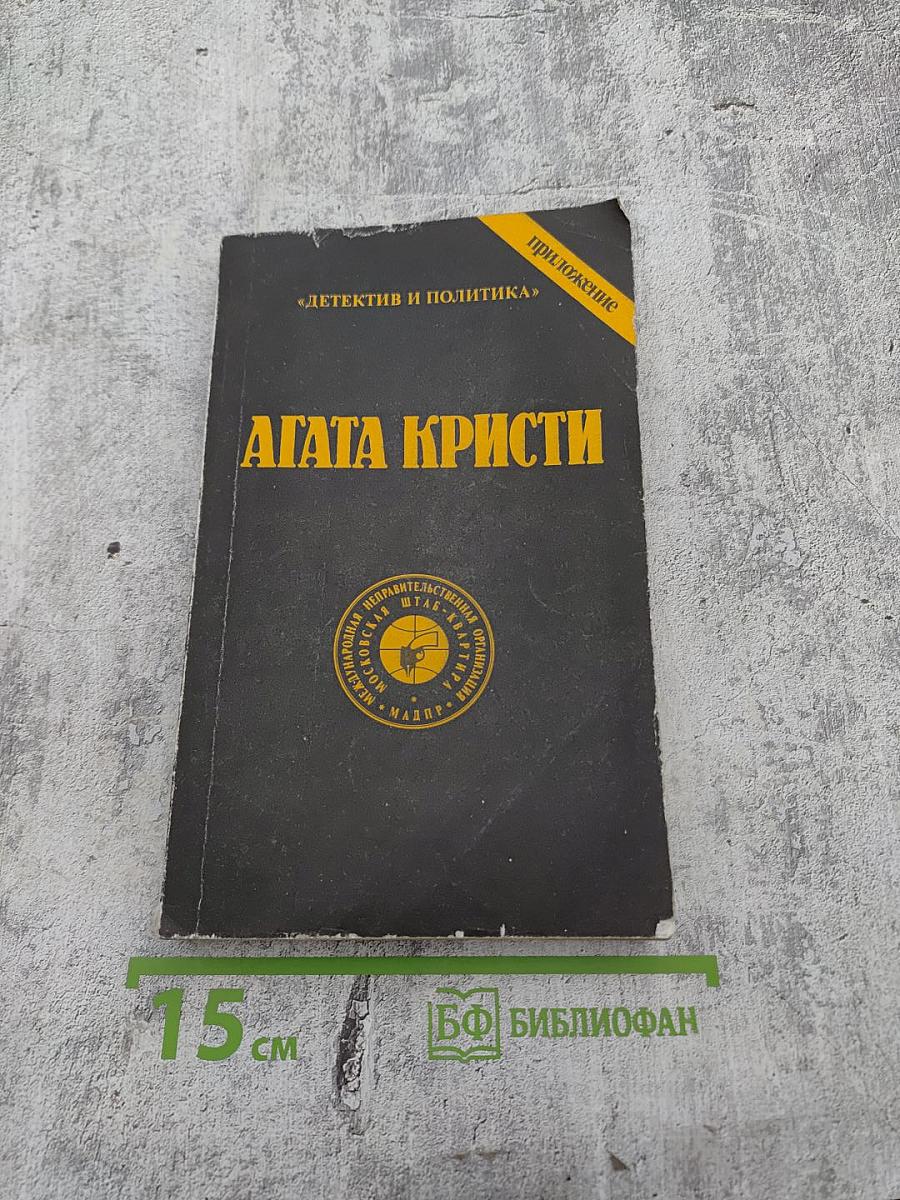 приложение
«ДЕТЕКТИВ И ПОЛИТИКА»
АГАТА КРИСТИ
МЕЖДУНАРОДНАЯ НЕПРАВИТЕЛЬСТВЕННАЯ ОРГАНИЗАЦИЯ
МОСКОВСКАЯ ШТАБ-КВАРТИРА
* МАДПР *
15 см
БФ БИБЛИОФАН